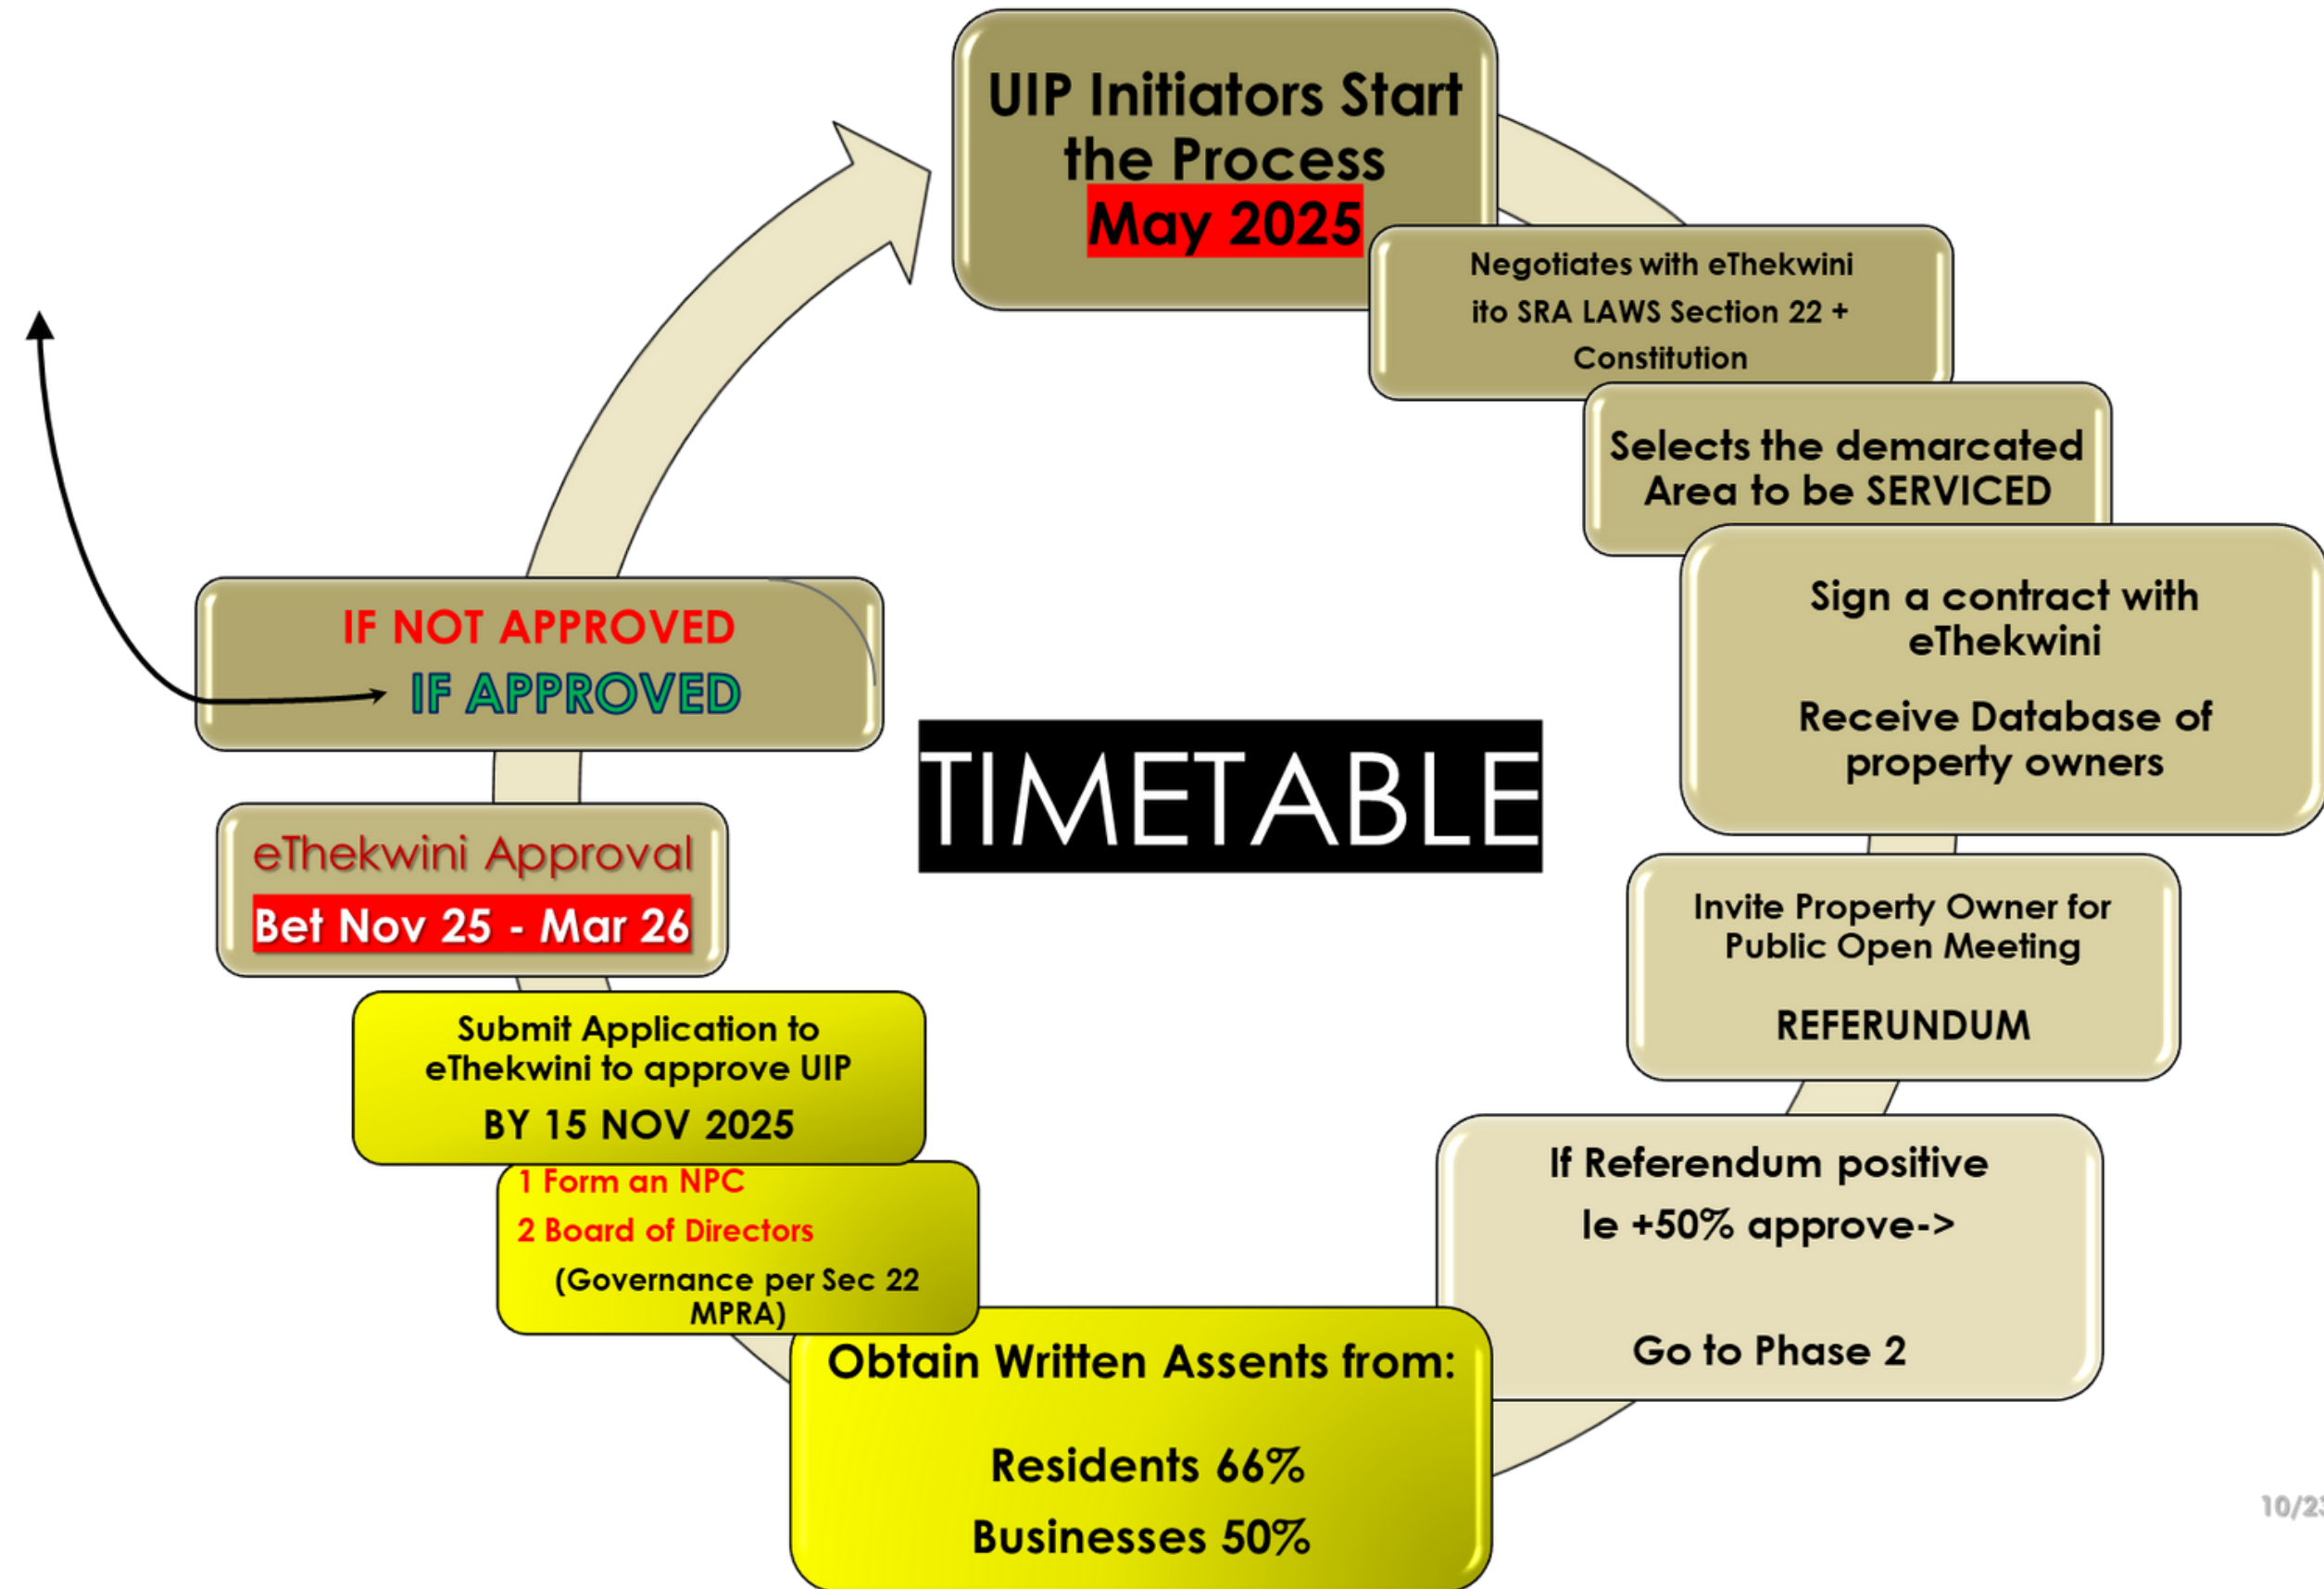 UIP Initiators Start
the Process
May 2025
Negotiates with eThekwini
ito SRA LAWS Section 22 +
Constitution
Selects the demarcated
Area to be SERVICED
Sign a contract with
eThekwini
Receive Database of
property owners
Invite Property Owner for
Public Open Meeting
REFERUNDUM
If Referendum positive
Ie +50% approve->
Go to Phase 2
Obtain Written Assents from:
Residents 66%
Businesses 50%
1 Form an NPC
2 Board of Directors
(Governance per Sec 22
MPRA)
Submit Application to
eThekwini to approve UIP
BY 15 NOV 2025
eThekwini Approval
Bet Nov 25 - Mar 26
IF NOT APPROVED
IF APPROVED
TIMETABLE
10/23